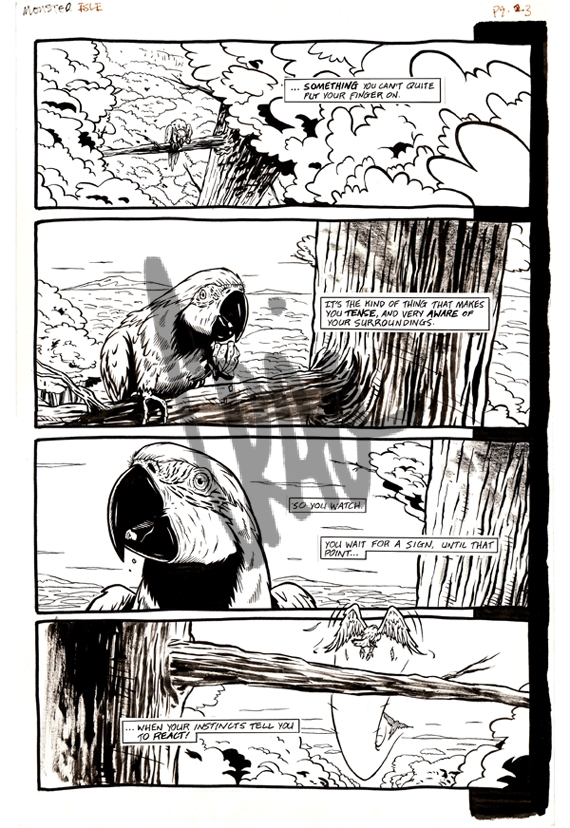 MONSTER ISLE
Pg. 23
... SOMETHING YOU CAN'T QUITE
PUT YOUR FINGER ON.
IT'S THE KIND OF THING THAT MAKES
YOU TENSE, AND VERY AWARE OF
YOUR SURROUNDINGS.
SO YOU WATCH.
YOU WAIT FOR A SIGN, UNTIL THAT
POINT...
... WHEN YOUR INSTINCTS TELL YOU
TO REACT!